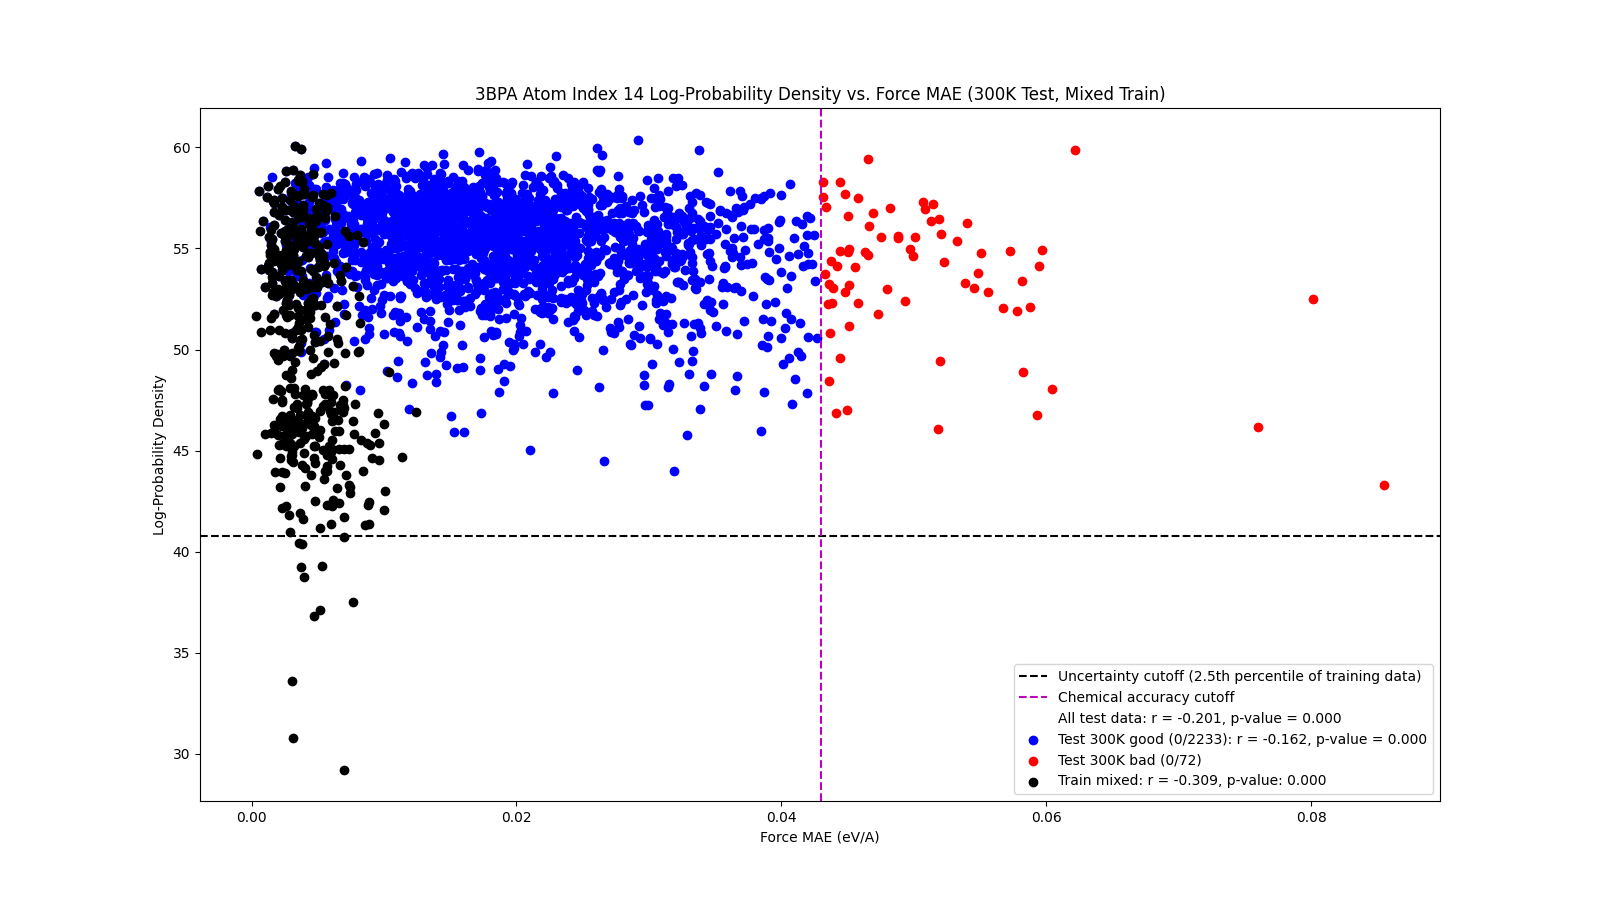 3BPA Atom Index 14 Log-Probability Density vs. Force MAE (300K Test, Mixed Train)
Log-Probability Density
60
55
50
45
40
35
30
Uncertainty cutoff (2.5th percentile of training data)
Chemical accuracy cutoff
All test data: r = -0.201, p-value = 0.000
Test 300K good (0/2233): r = -0.162, p-value = 0.000
Test 300K bad (0/72)
Train mixed: r = -0.309, p-value: 0.000
0.00 0.02 0.04 0.06 0.08
Force MAE (eV/A)